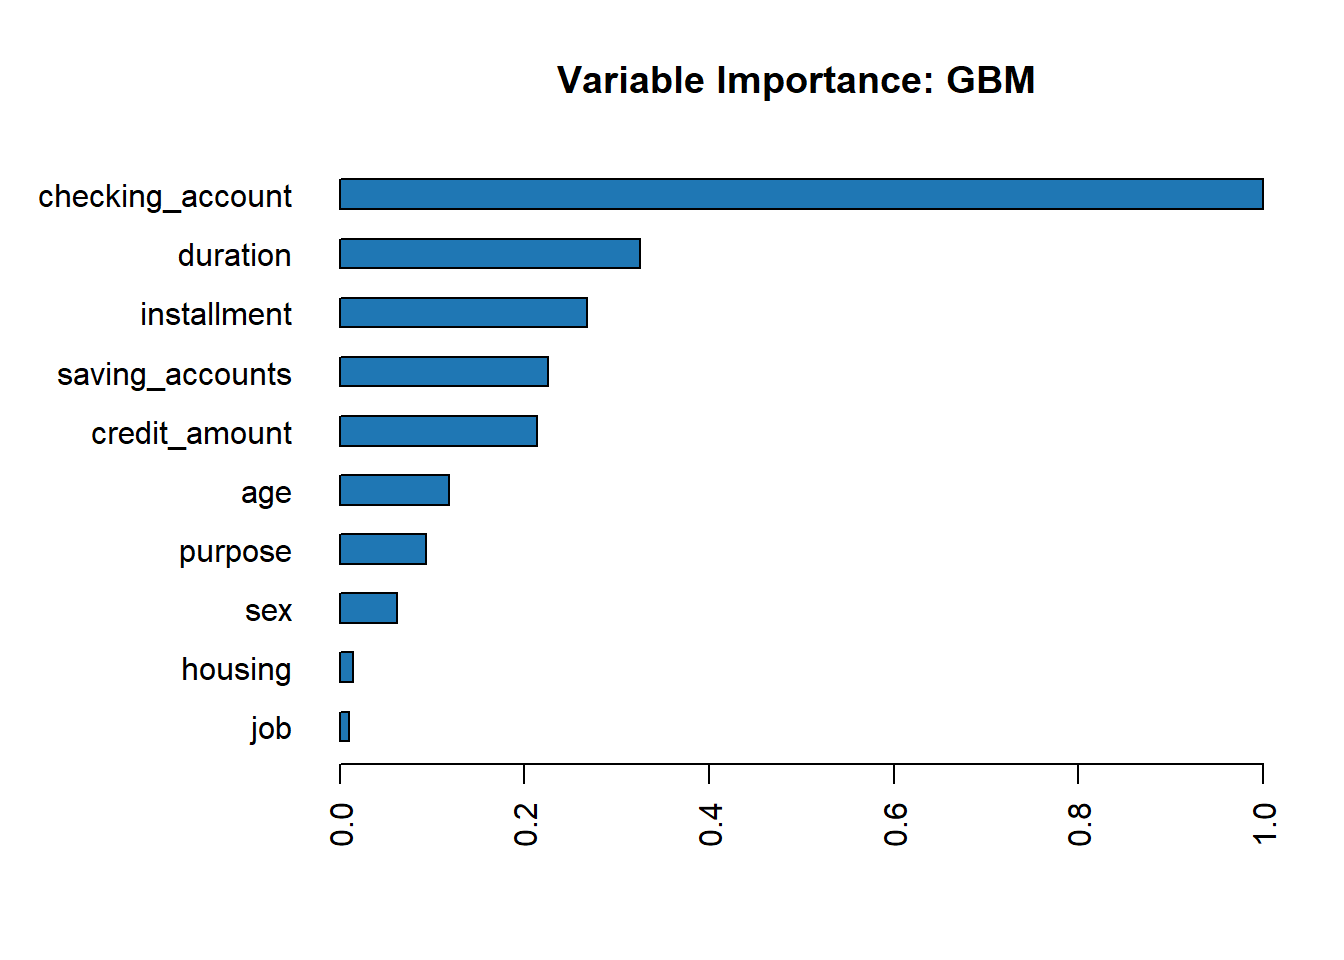 Variable Importance: GBM
checking_account
duration
installment
saving_accounts
credit_amount
age
purpose
sex
housing
job
0.0
0.2
0.4
0.6
0.8
1.0